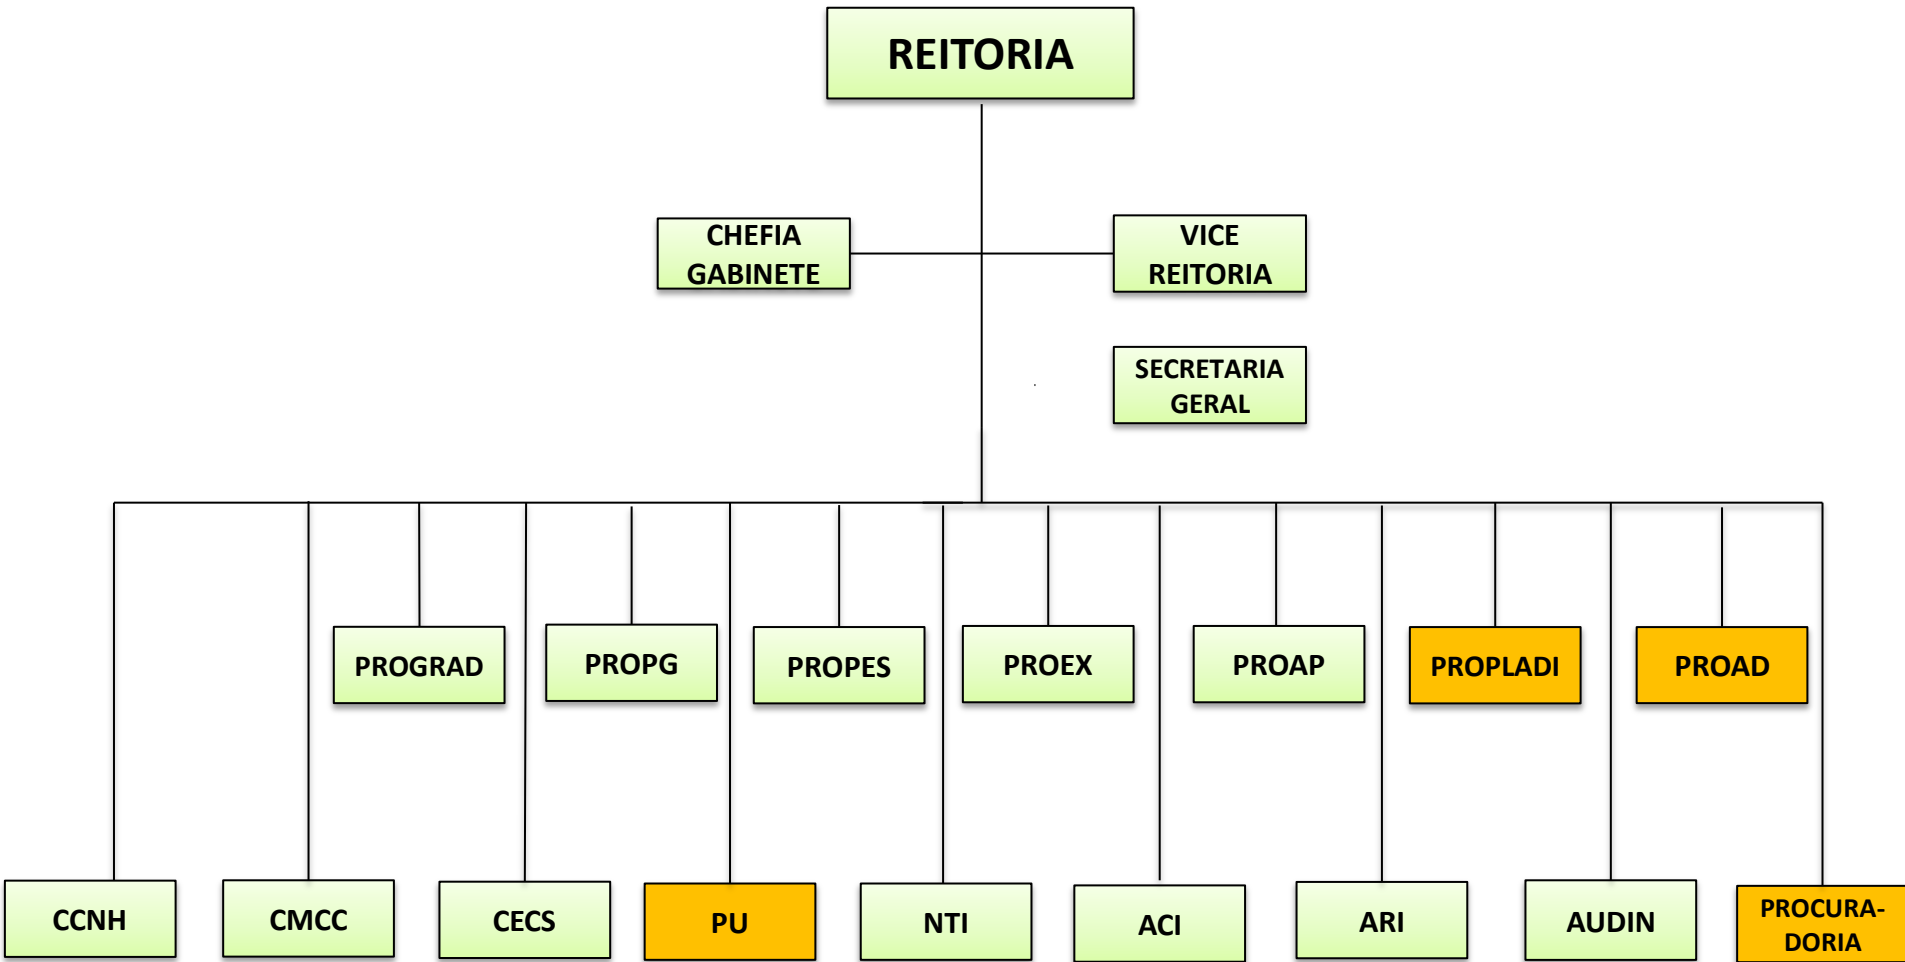 REITORIA
CHEFIA
GABINETE
VICE
REITORIA
SECRETARIA
GERAL
PROGRAD
PROPG
PROPES
PROEX
PROAP
PROPLADI
PROAD
CCNH
CMCC
CECS
PU
NTI
ACI
ARI
AUDIN
PROCURA-
DORIA